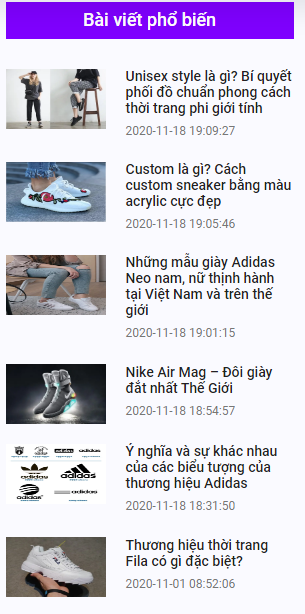 Bài viết phổ biến
Unisex style là gì? Bí quyết
phối đồ chuẩn phong cách
thời trang phi giới tính
2020-11-18 19:09:27
Custom là gì? Cách
custom sneaker bằng màu
acrylic cực đẹp
2020-11-18 19:05:46
Những mẫu giày Adidas
Neo nam, nữ thịnh hành
tại Việt Nam và trên thế
giới
2020-11-18 19:01:15
Nike Air Mag – Đôi giày
đắt nhất Thế Giới
2020-11-18 18:54:57
adidas
adidas
adidas
adidas
Ý nghĩa và sự khác nhau
của các biểu tượng của
thương hiệu Adidas
2020-11-18 18:31:50
Thương hiệu thời trang
Fila có gì đặc biệt?
2020-11-01 08:52:06